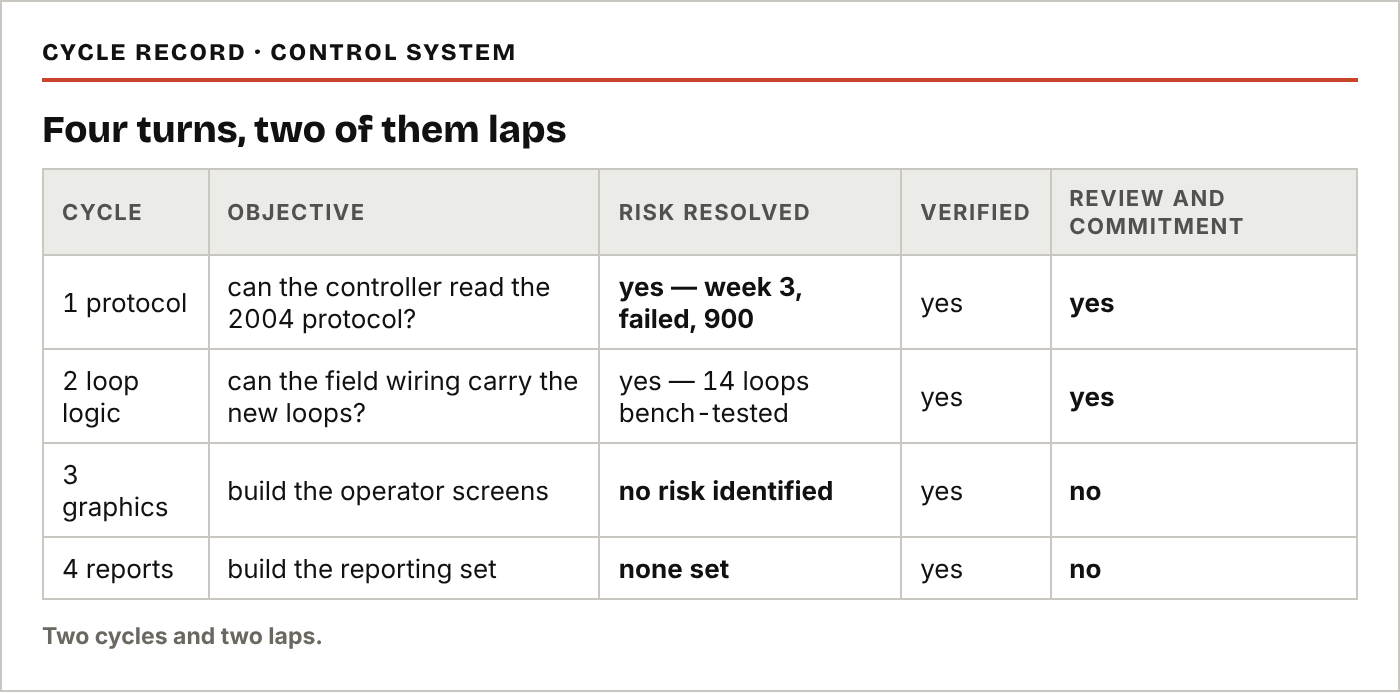 CYCLE RECORD · CONTROL SYSTEM
Four turns, two of them laps
CYCLE
OBJECTIVE
RISK RESOLVED
VERIFIED
REVIEW AND
COMMITMENT
1 protocol
can the controller read the
2004 protocol?
yes — week 3,
failed, 900
yes
yes
2 loop
logic
can the field wiring carry the
new loops?
yes — 14 loops
bench-tested
yes
yes
3
graphics
build the operator screens
no risk identified
yes
no
4 reports
build the reporting set
none set
yes
no
Two cycles and two laps.